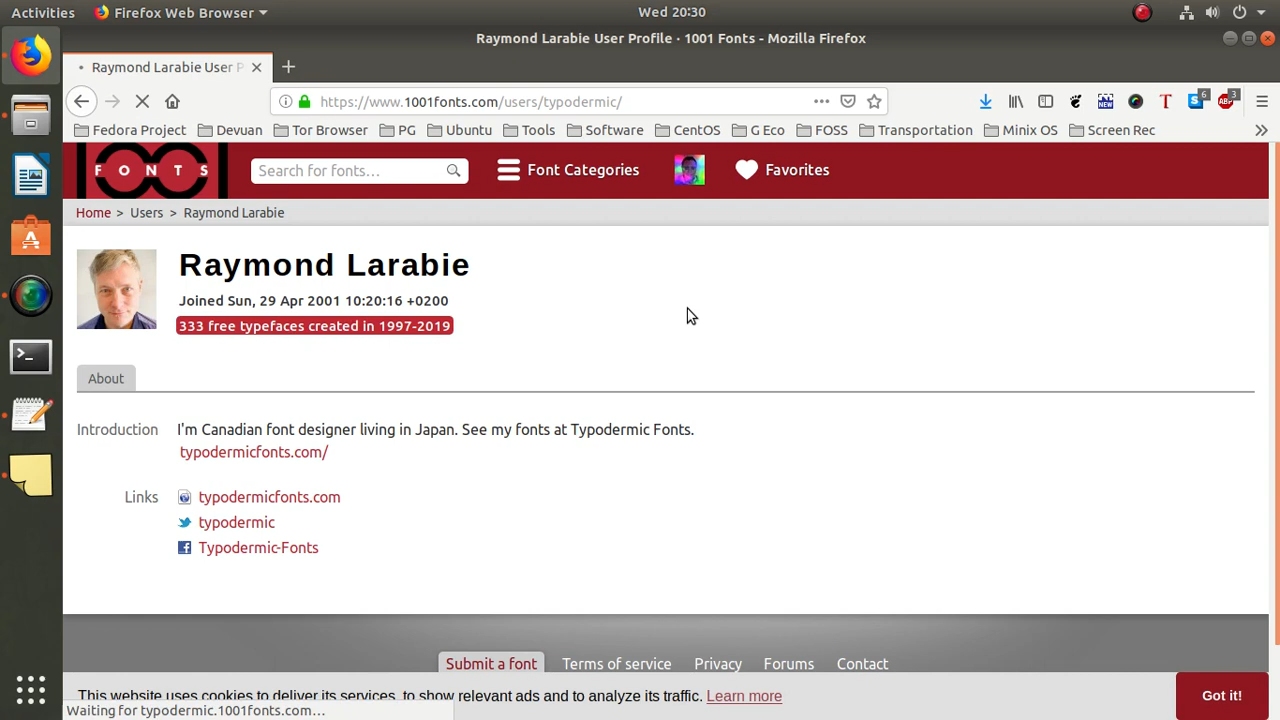 Activities Firefox Web Browser Wed 20:30
Raymond Larabie User Profile · 1001 Fonts - Mozilla Firefox
Raymond Larabie User P
https://www.1001fonts.com/users/typodermic/ 6 3
Fedora Project Devuan Tor Browser PG Ubuntu Tools Software CentOS G Eco FOSS Transportation Minix OS Screen Rec
FONTS Search for fonts... Font Categories Favorites
Home > Users > Raymond Larabie
Raymond Larabie
Joined Sun, 29 Apr 2001 10:20:16 +0200
333 free typefaces created in 1997-2019
About
Introduction I'm Canadian font designer living in Japan. See my fonts at Typodermic Fonts.
typodermicfonts.com/
Links typodermicfonts.com
typodermic
Typodermic-Fonts
Submit a font Terms of service Privacy Forums Contact
This website uses cookies to deliver its services, to show relevant ads and to analyze its traffic. Learn more Got it!
Waiting for typodermic.1001fonts.com...